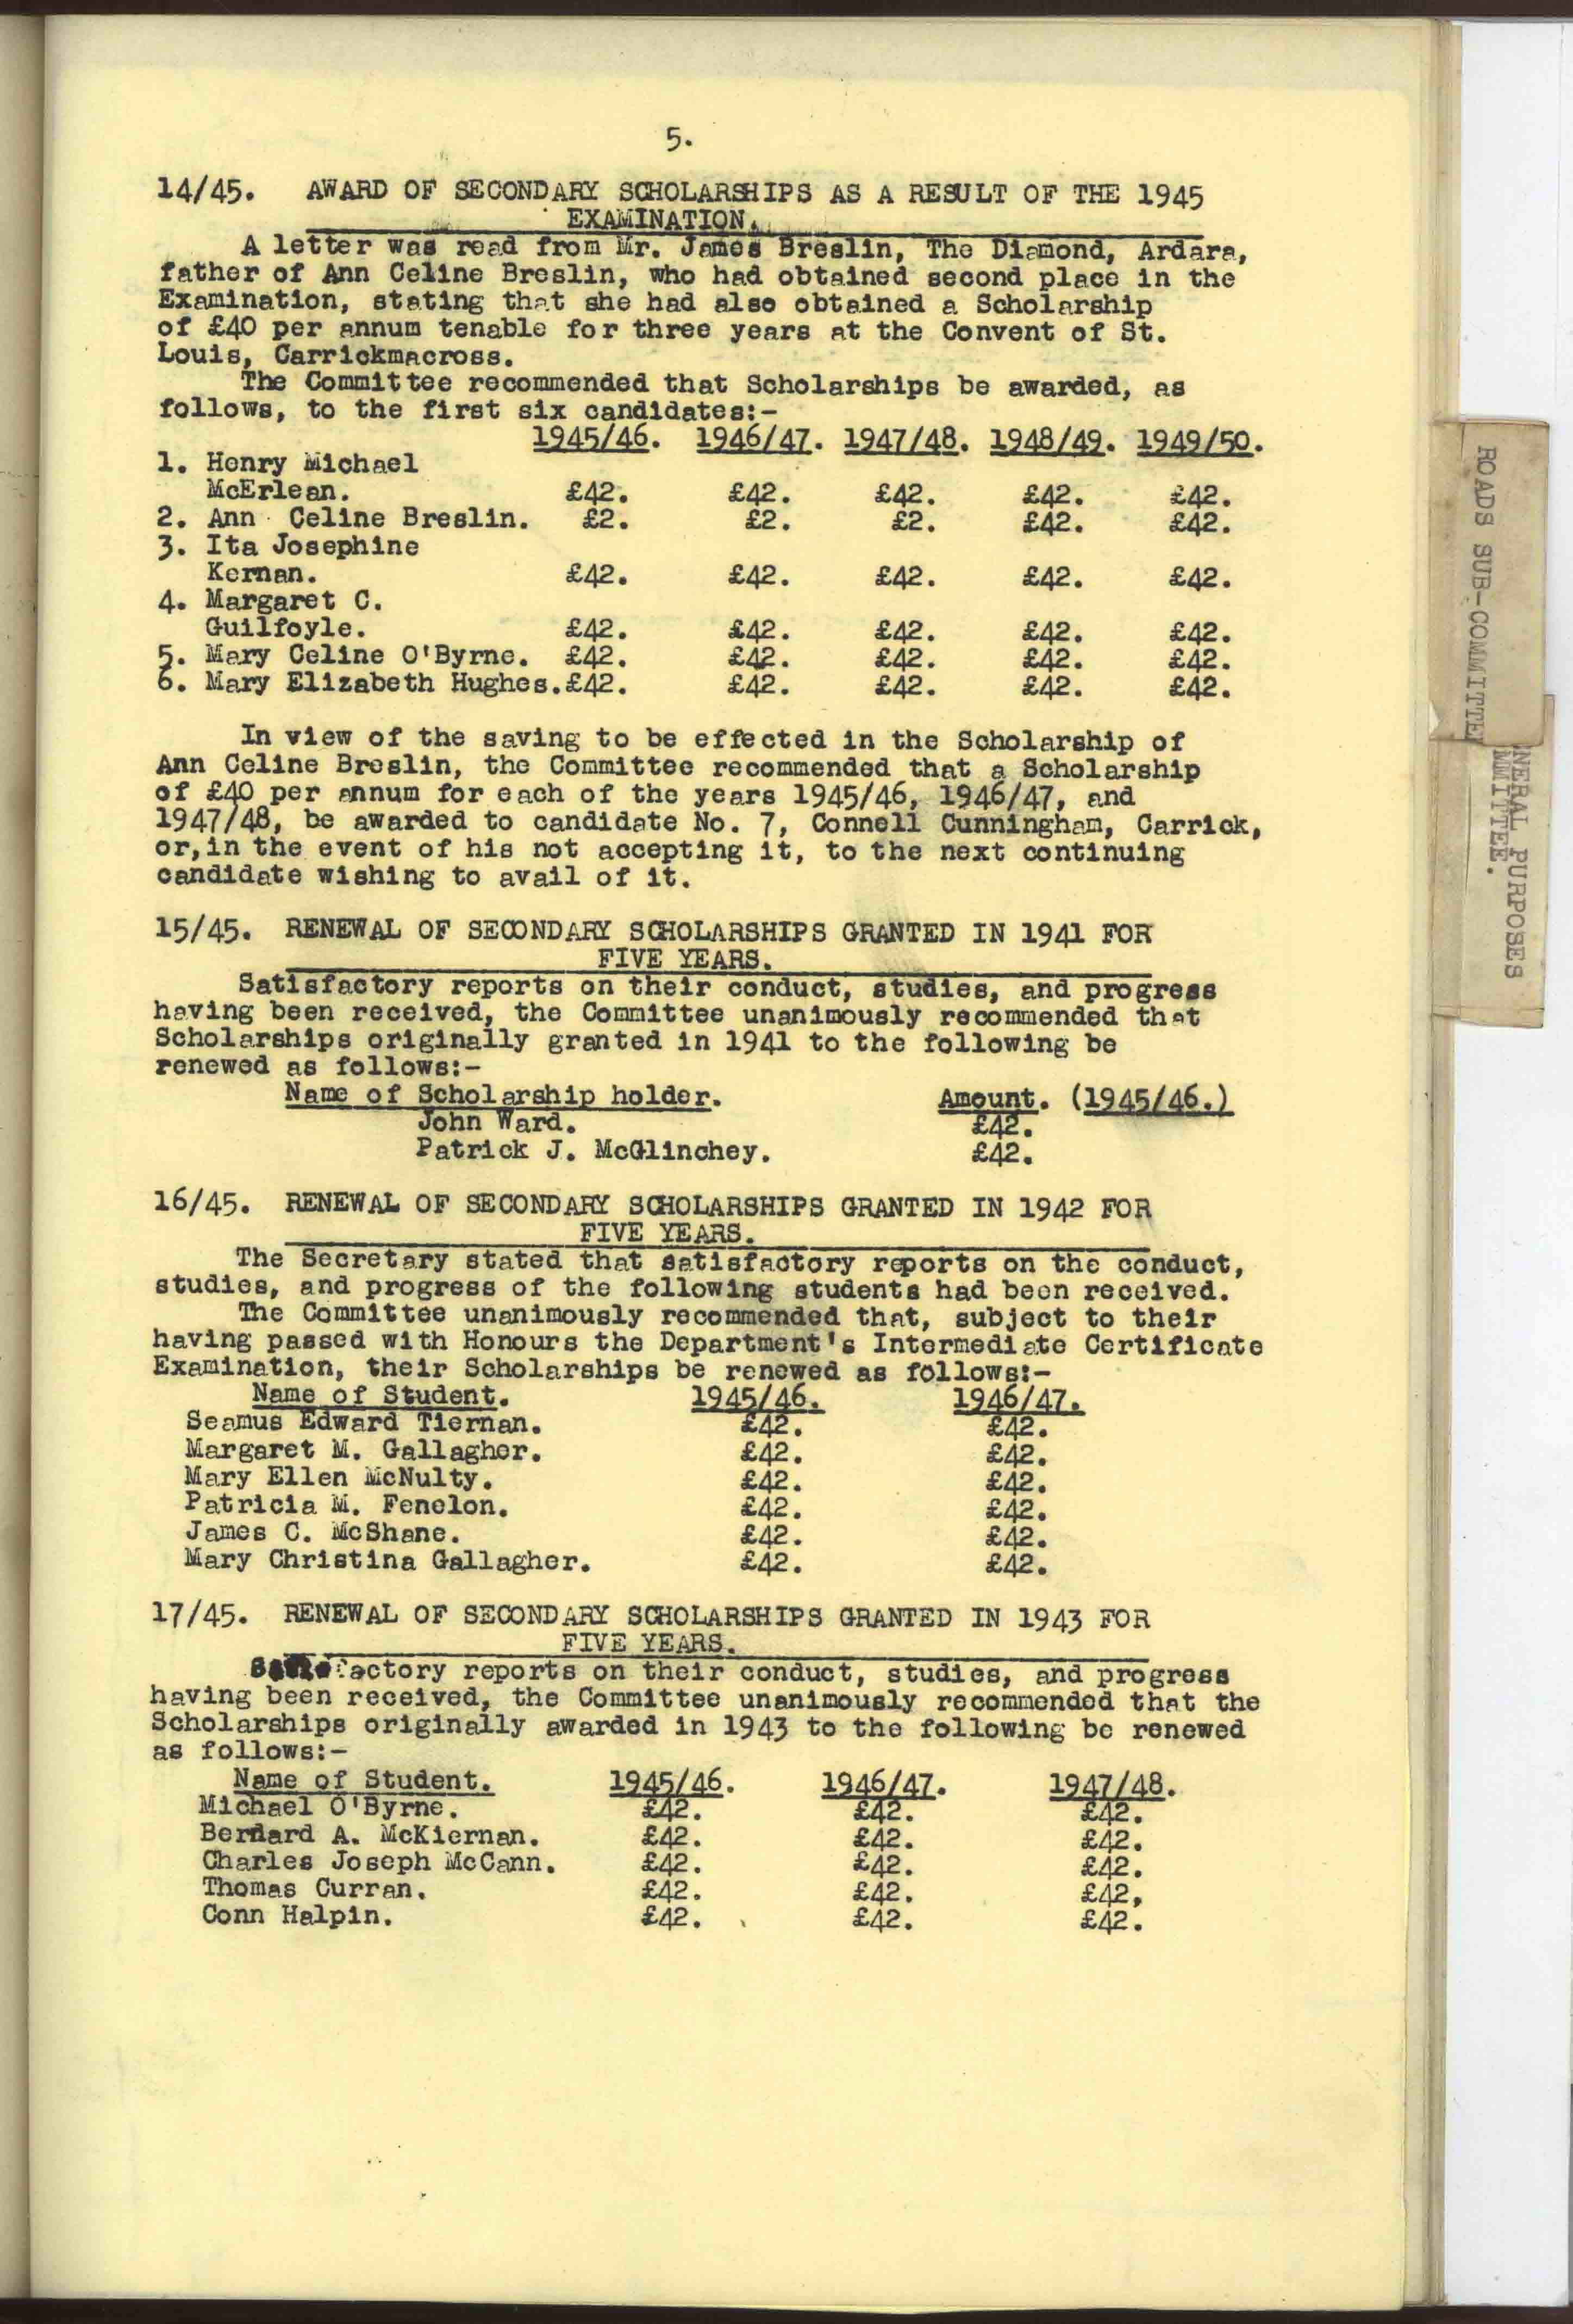 5.
14/45. AWARD OF SECONDARY SCHOLARSHIPS AS A RESULT OF THE 1945
EXAMINATION.
A letter was read from Mr. James Breslin, The Diamond, Ardara,
father of Ann Celine Breslin, who had obtained second place in the
Examination, stating that she had also obtained a Scholarship
of £40 per annum tenable for three years at the Convent of St.
Louis, Carrickmacross.
The Committee recommended that Scholarships be awarded, as
follows, to the first six candidates:-
1945/46. 1946/47. 1947/48. 1948/49. 1949/50.
1. Henry Michael
McErlean. £42. £42. £42. £42. £42.
2. Ann Celine Breslin. £2. £2. £2. £42. £42.
3. Ita Josephine
Kernan. £42. £42. £42. £42. £42.
4. Margaret C.
Guilfoyle. £42. £42. £42. £42. £42.
5. Mary Celine O'Byrne. £42. £42. £42. £42. £42.
6. Mary Elizabeth Hughes. £42. £42. £42. £42. £42.
In view of the saving to be effected in the Scholarship of
Ann Celine Breslin, the Committee recommended that a Scholarship
of £40 per annum for each of the years 1945/46, 1946/47, and
1947/48, be awarded to candidate No. 7, Connell Cunningham, Carrick,
or, in the event of his not accepting it, to the next continuing
candidate wishing to avail of it.
15/45. RENEWAL OF SECONDARY SCHOLARSHIPS GRANTED IN 1941 FOR
FIVE YEARS.
Satisfactory reports on their conduct, studies, and progress
having been received, the Committee unanimously recommended that
Scholarships originally granted in 1941 to the following be
renewed as follows:-
Name of Scholarship holder. Amount. (1945/46.)
John Ward. £42.
Patrick J. McGlinchey. £42.
16/45. RENEWAL OF SECONDARY SCHOLARSHIPS GRANTED IN 1942 FOR
FIVE YEARS.
The Secretary stated that satisfactory reports on the conduct,
studies, and progress of the following students had been received.
The Committee unanimously recommended that, subject to their
having passed with Honours the Department's Intermediate Certificate
Examination, their Scholarships be renewed as follows:-
Name of Student. 1945/46. 1946/47.
Seamus Edward Tiernan. £42. £42.
Margaret M. Gallagher. £42. £42.
Mary Ellen McNulty. £42. £42.
Patricia M. Fenelon. £42. £42.
James C. McShane. £42. £42.
Mary Christina Gallagher. £42. £42.
17/45. RENEWAL OF SECONDARY SCHOLARSHIPS GRANTED IN 1943 FOR
FIVE YEARS.
Satisfactory reports on their conduct, studies, and progress
having been received, the Committee unanimously recommended that the
Scholarships originally awarded in 1943 to the following be renewed
as follows:-
Name of Student. 1945/46. 1946/47. 1947/48.
Michael O'Byrne. £42. £42. £42.
Bernard A. McKiernan. £42. £42. £42.
Charles Joseph McCann. £42. £42. £42.
Thomas Curran. £42. £42. £42,
Conn Halpin. £42. £42. £42.
ROADS SUB-COMMITTE
NERAL PURPOSES
MMITTEE.